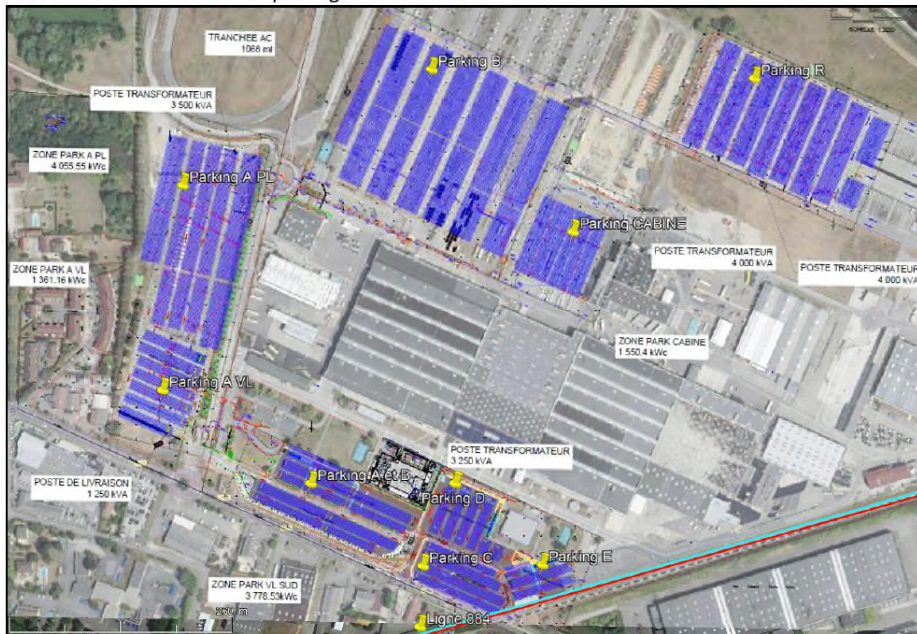 TRANCHEE AC
1066 ml
Parking B
Parking R
POSTE TRANSFORMATEUR
3 500 kVA
ZONE PARK A PL
4 055.55 kWc
Parking A PL
Parking CABINE
POSTE TRANSFORMATEUR
4 000 kVA
POSTE TRANSFORMATEUR
4 000 kVA
ZONE PARK A VL
1 361.16 kWc
ZONE PARK CABINE
1 550.4 kWc
Parking A VL
POSTE TRANSFORMATEUR
3 250 kVA
Parking A et B
Parking D
POSTE DE LIVRAISON
1 250 kVA
Parking C
Parking E
ZONE PARK VL SUD
3 778.53kWc
Ligne 884